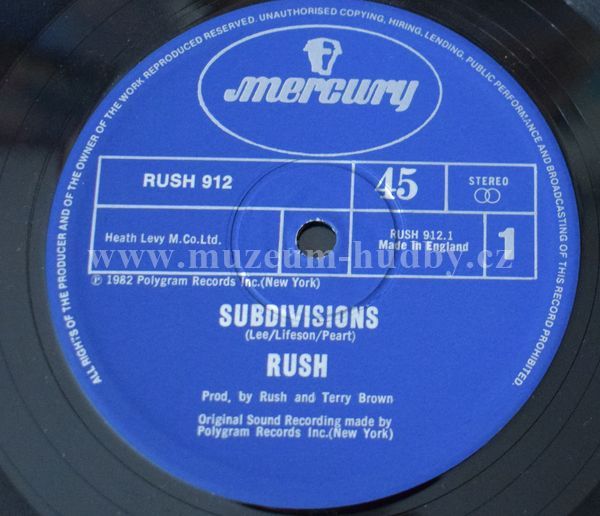 ALL RIGHTS OF THE PRODUCER AND OF THE OWNER OF THE WORK REPRODUCED RESERVED. UNAUTHORISED COPYING, HIRING, LENDING, PUBLIC PERFORMANCE AND BROADCASTING OF THIS RECORD PROHIBITED.
mercury
RUSH 912
45
STEREO
Heath Levy M.Co.Ltd.
RUSH 912.1
Made in England
1
www.muzeum-hudby.cz
℗ 1982 Polygram Records Inc.(New York)
SUBDIVISIONS
(Lee/Lifeson/Peart)
RUSH
Prod. by Rush and Terry Brown
Original Sound Recording made by
Polygram Records Inc.(New York)